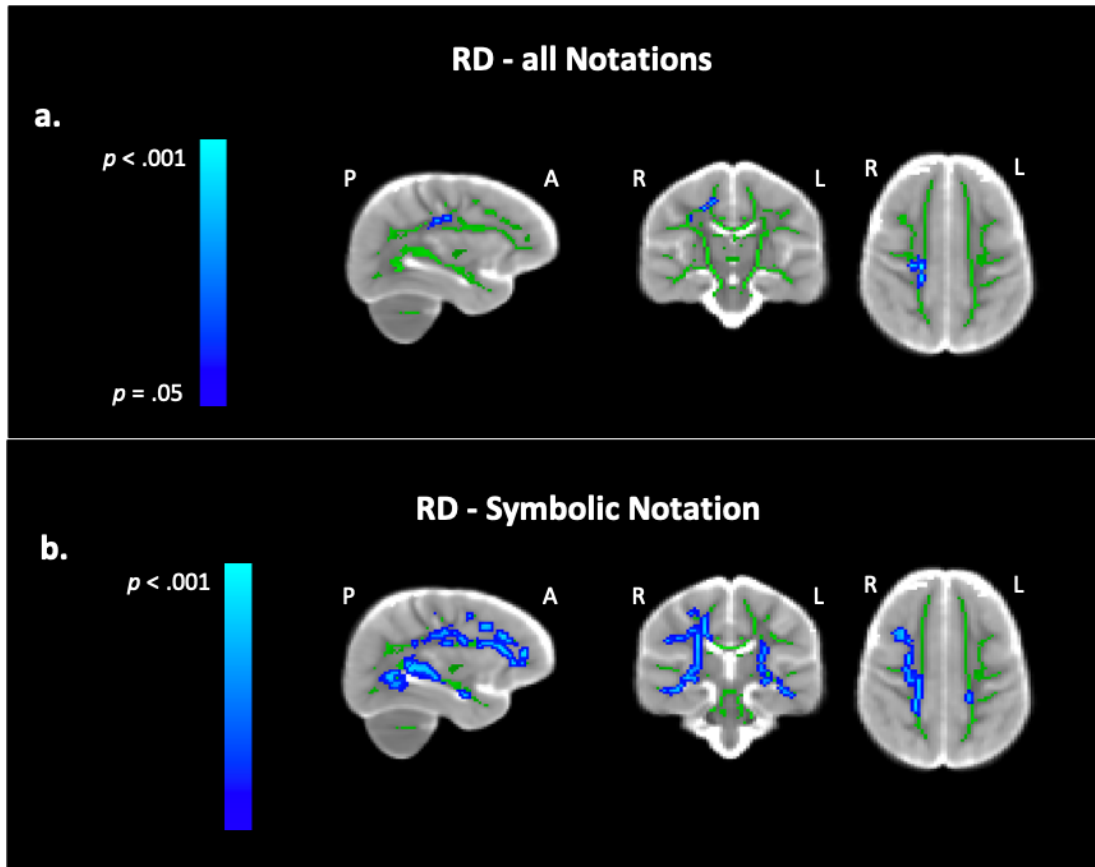 RD - all Notations
a.
p < .001
p = .05
P A
R L
R L
RD - Symbolic Notation
b.
p < .001
P A
R L
R L